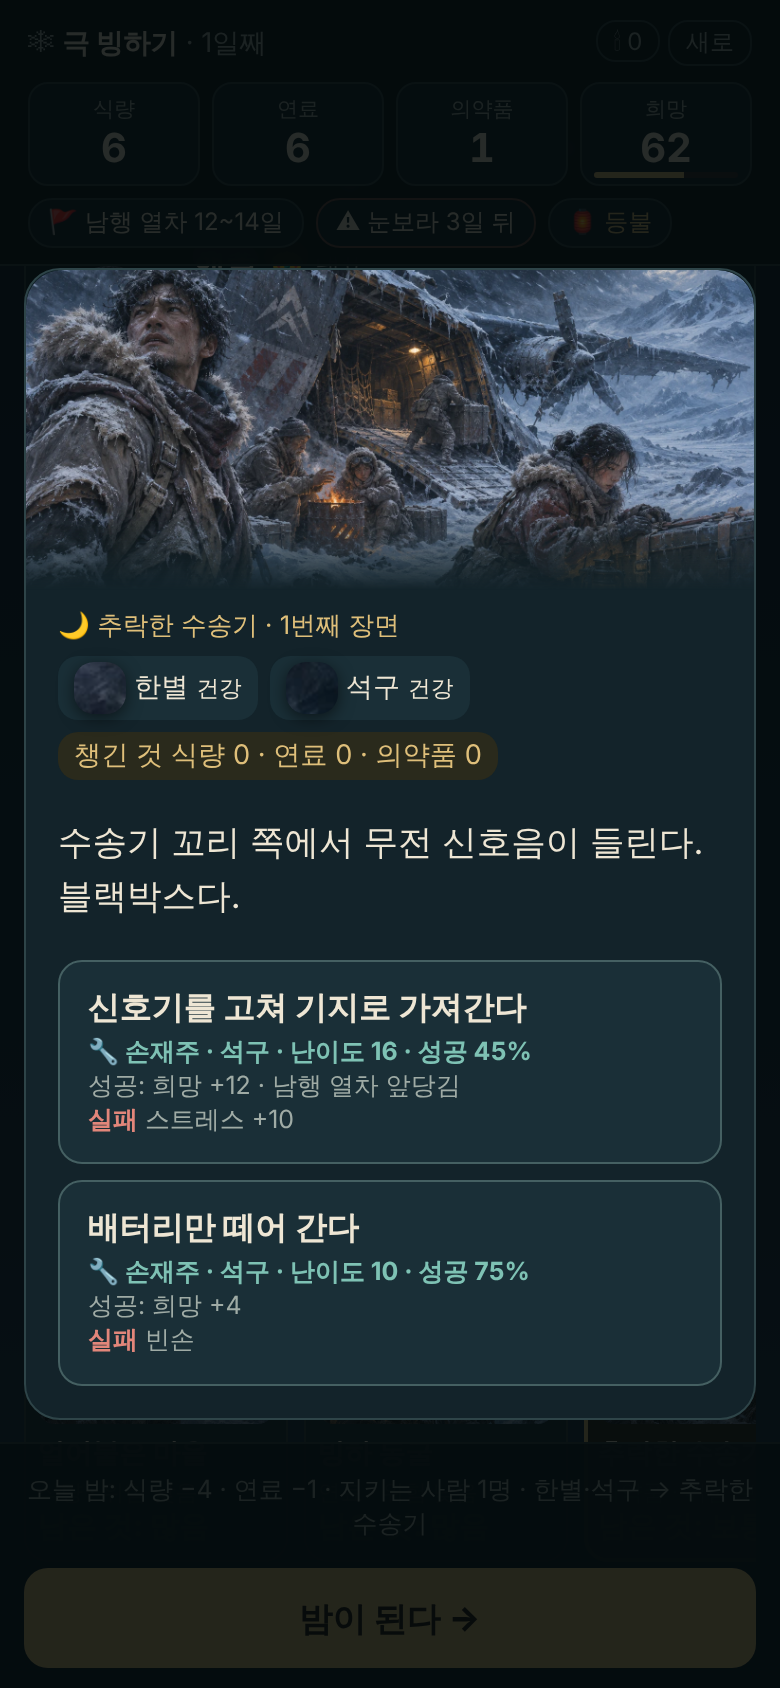 극 빙하기 · 1일째
0
새로
식량
연료
의약품
희망
6
6
1
62
남행 열차 12~14일
눈보라 3일 뒤
등불
추락한 수송기 · 1번째 장면
한별 건강
석구 건강
챙긴 것 식량 0 · 연료 0 · 의약품 0
수송기 꼬리 쪽에서 무전 신호음이 들린다.
블랙박스다.
신호기를 고쳐 기지로 가져간다
손재주 · 석구 · 난이도 16 · 성공 45%
성공: 희망 +12 · 남행 열차 앞당김
실패 스트레스 +10
배터리만 떼어 간다
손재주 · 석구 · 난이도 10 · 성공 75%
성공: 희망 +4
실패 빈손
오늘 밤: 식량 −4 · 연료 −1 · 지키는 사람 1명 · 한별·석구 → 추락한
수송기
밤이 된다 →